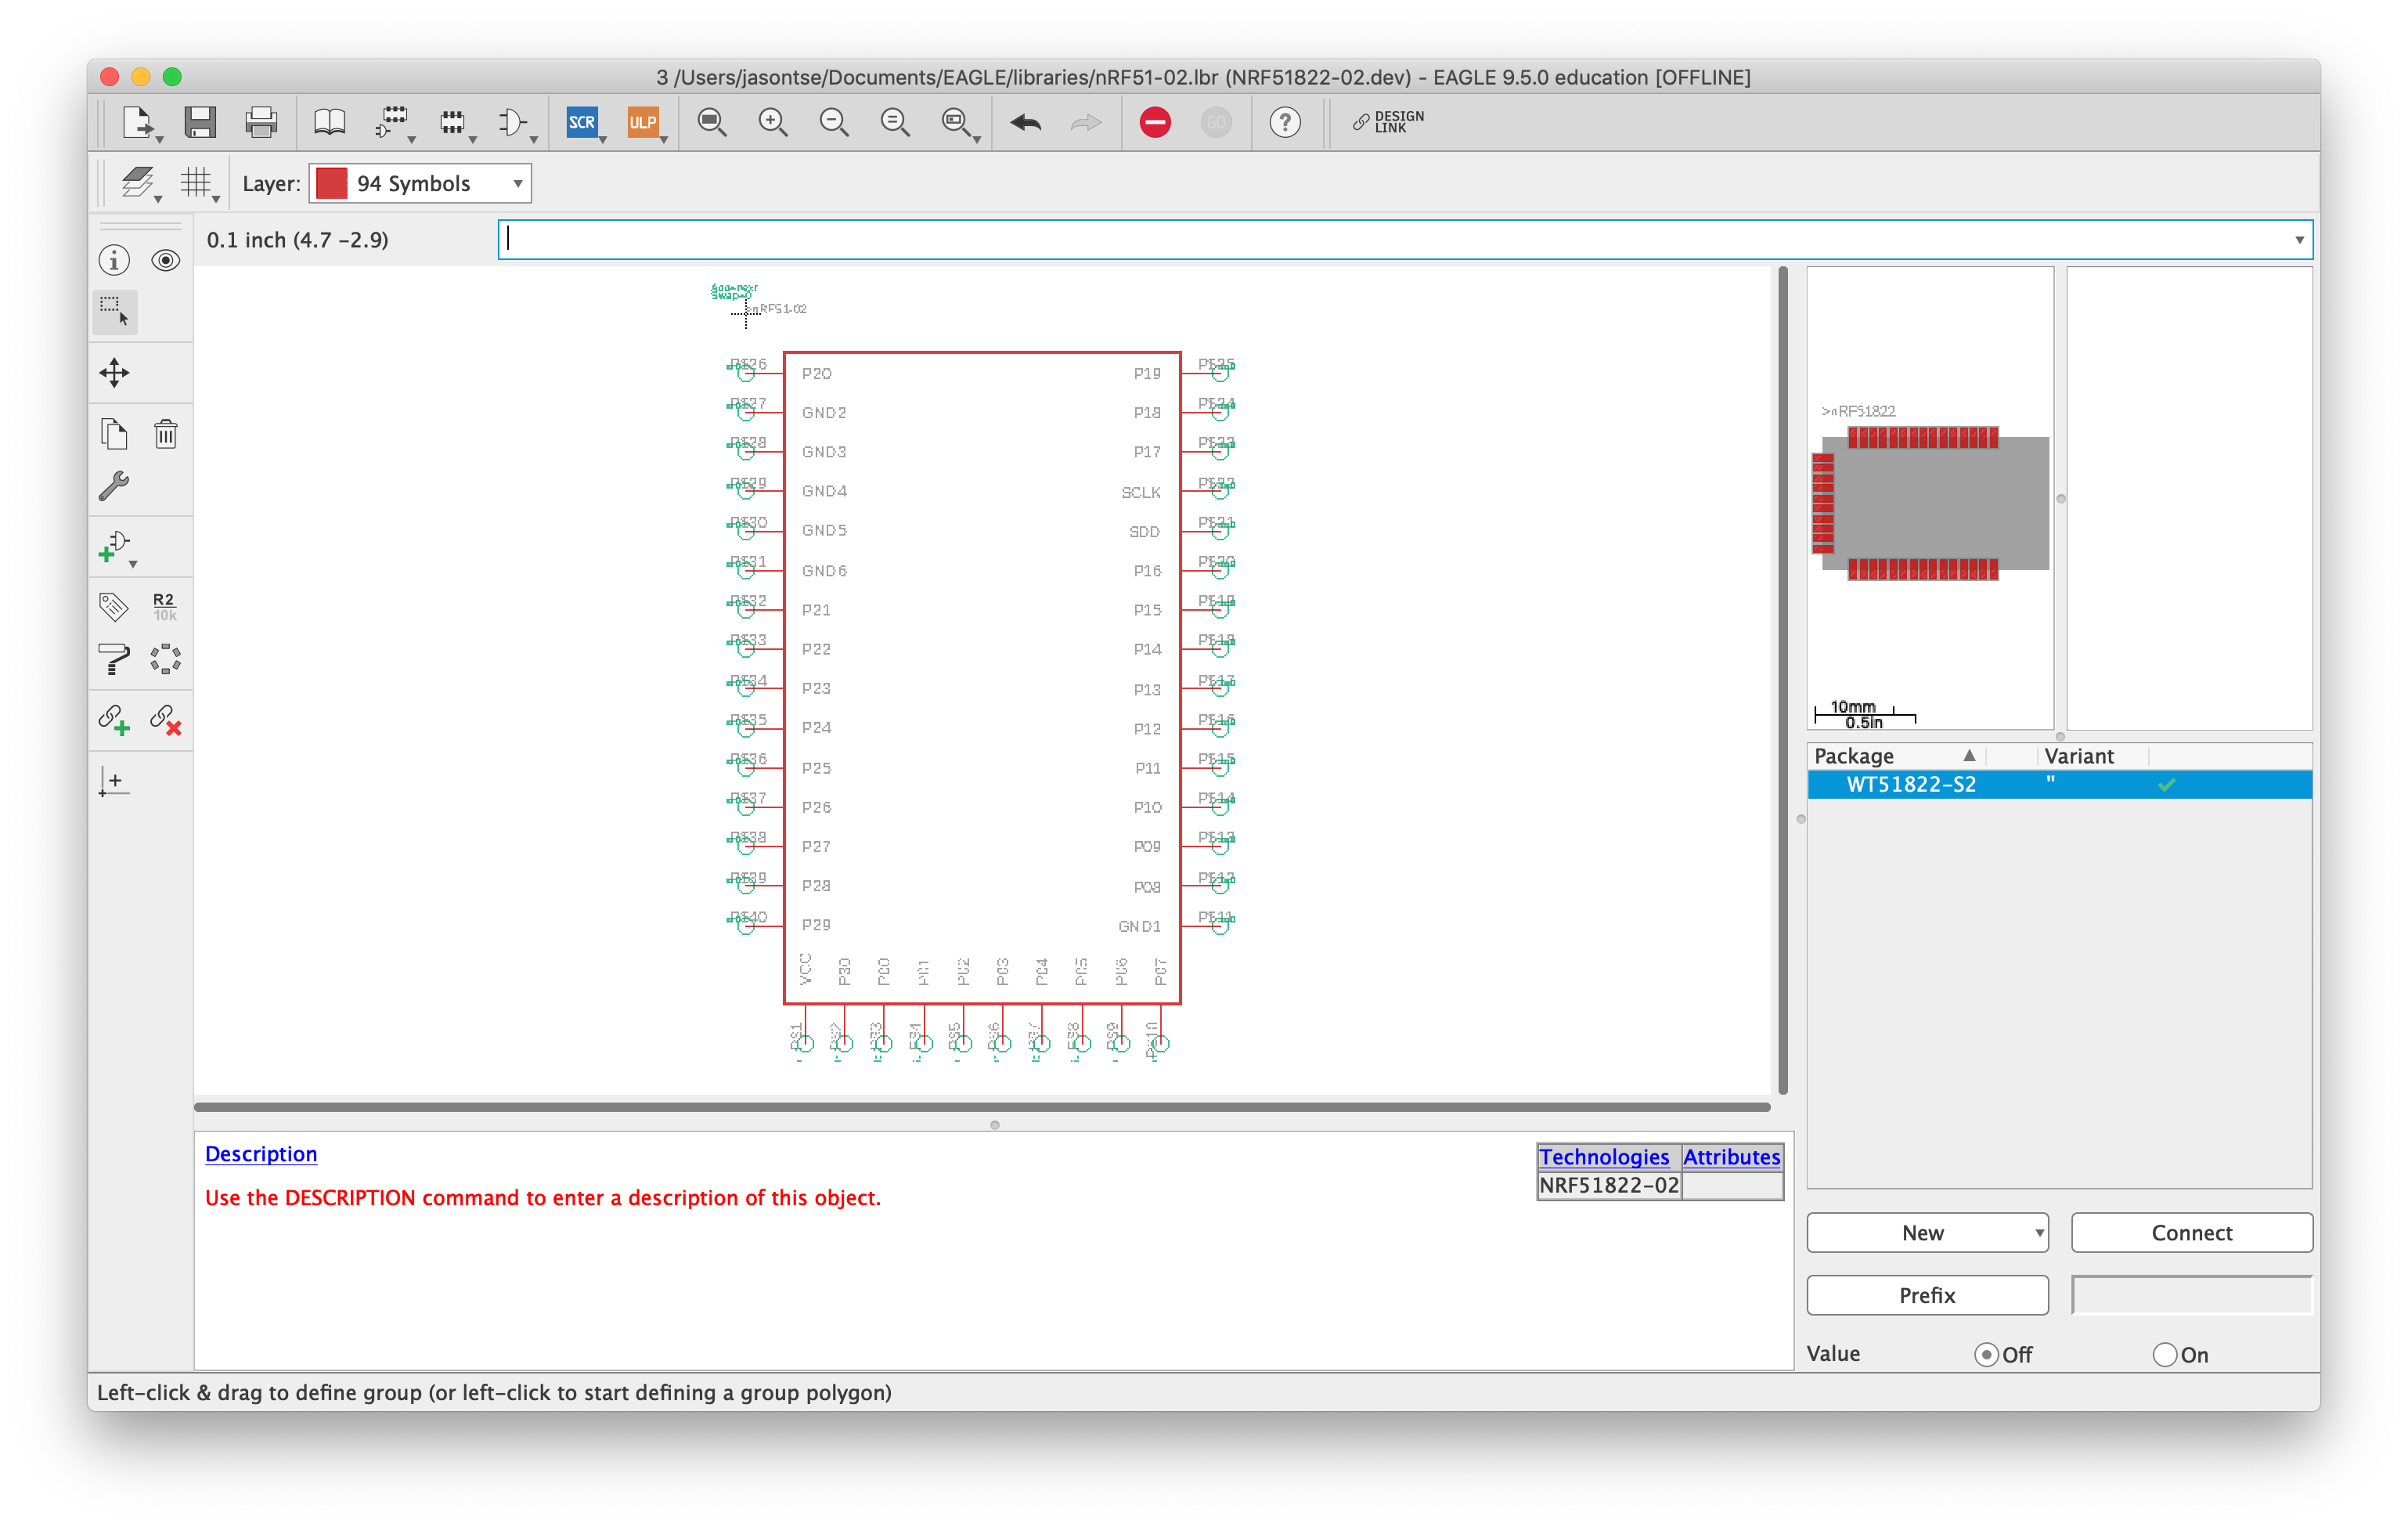 3 /Users/jasontse/Documents/EAGLE/libraries/nRF51-02.lbr (NRF51822-02.dev) - EAGLE 9.5.0 education [OFFLINE]
SCR ULP GO ? DESIGN LINK
Layer: 94 Symbols
0.1 inch (4.7 -2.9)
R2
10k
P20 P19
GND2 P18
GND3 P17
GND4 SCLK
GND5 SDD
GND6 P16
P21 P15
P22 P14
P23 P13
P24 P12
P25 P11
P26 P10
P27 P09
P28 P08
P29 GND1
VCC P30 P00 P01 P02 P03 P04 P05 P06 P07
>nRF51822
10mm
0.5in
Package Variant
WT51822-S2 ''
Description
Use the DESCRIPTION command to enter a description of this object.
Technologies Attributes
NRF51822-02
New Connect
Prefix
Value Off On
Left-click & drag to define group (or left-click to start defining a group polygon)